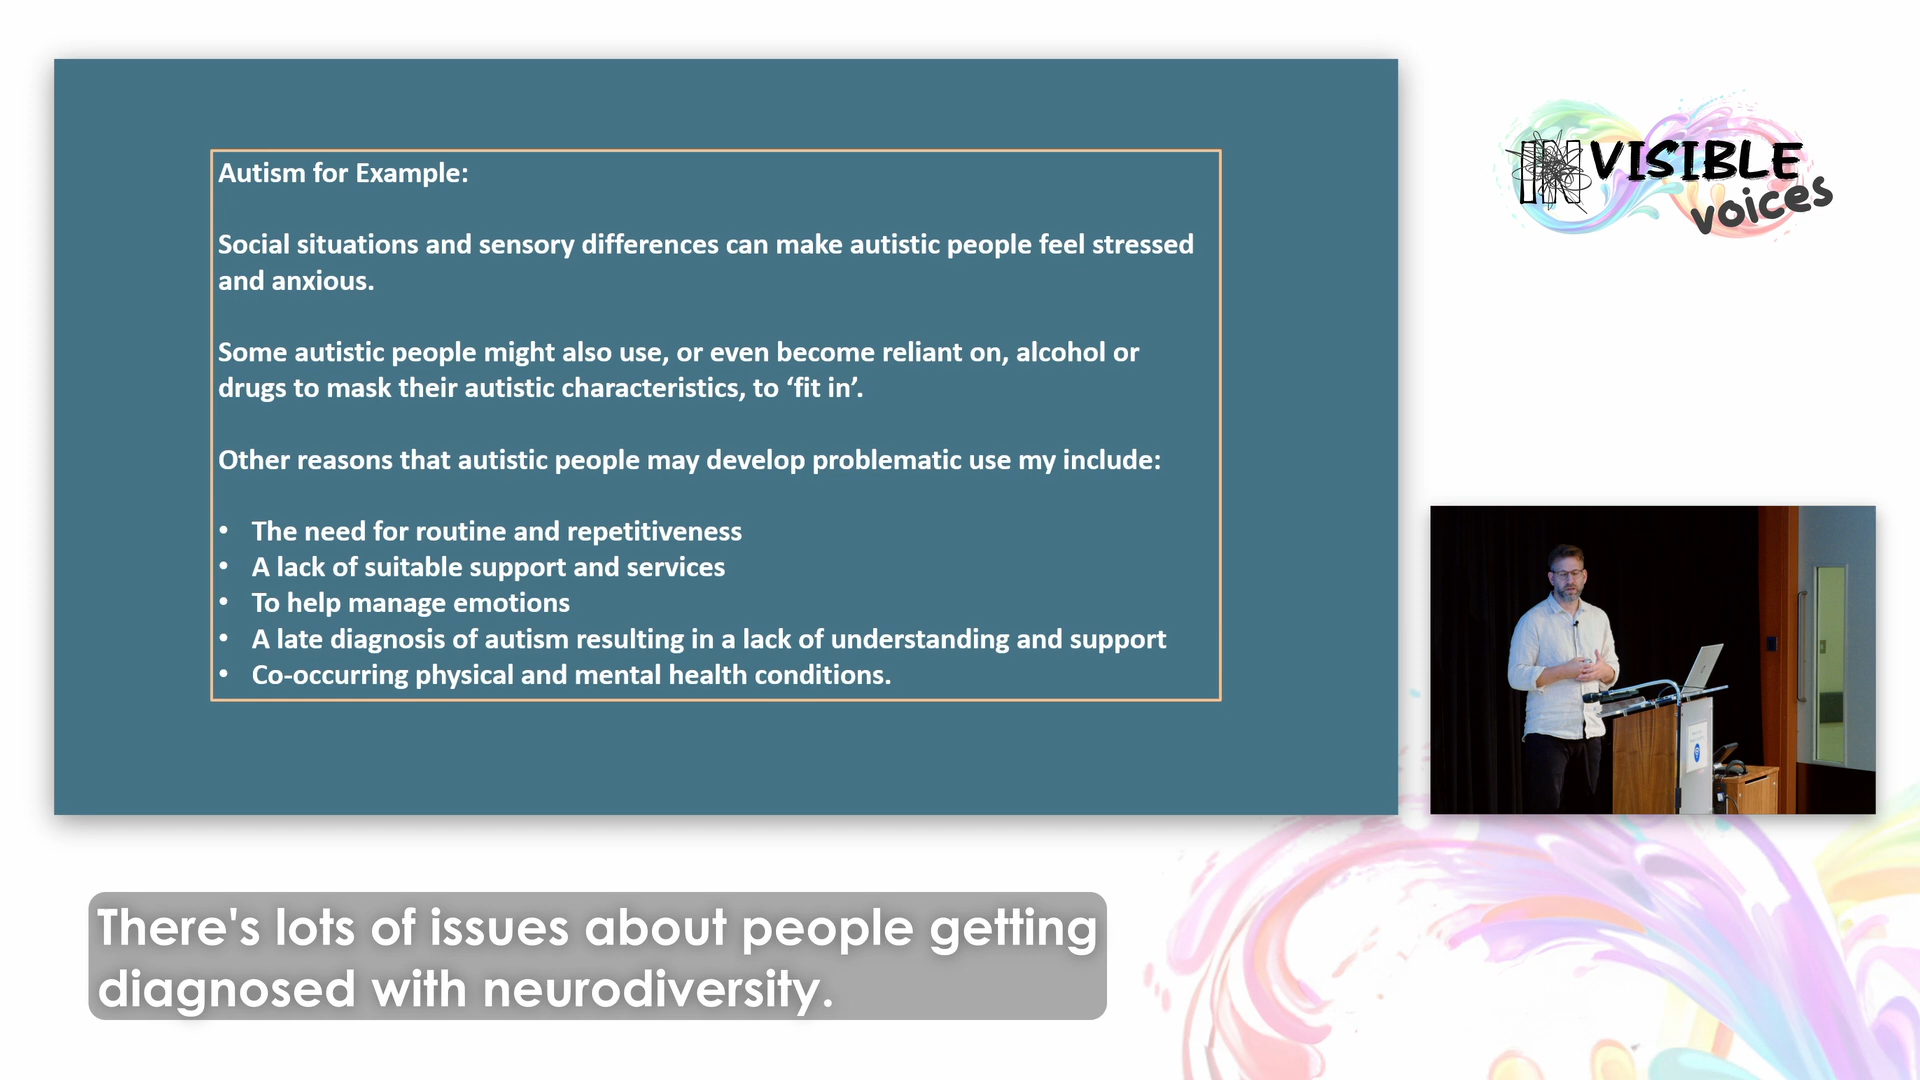 Autism for Example:
Social situations and sensory differences can make autistic people feel stressed
and anxious.
Some autistic people might also use, or even become reliant on, alcohol or
drugs to mask their autistic characteristics, to ‘fit in’.
Other reasons that autistic people may develop problematic use my include:
• The need for routine and repetitiveness
• A lack of suitable support and services
• To help manage emotions
• A late diagnosis of autism resulting in a lack of understanding and support
• Co-occurring physical and mental health conditions.
INVISIBLE
voices
There's lots of issues about people getting
diagnosed with neurodiversity.